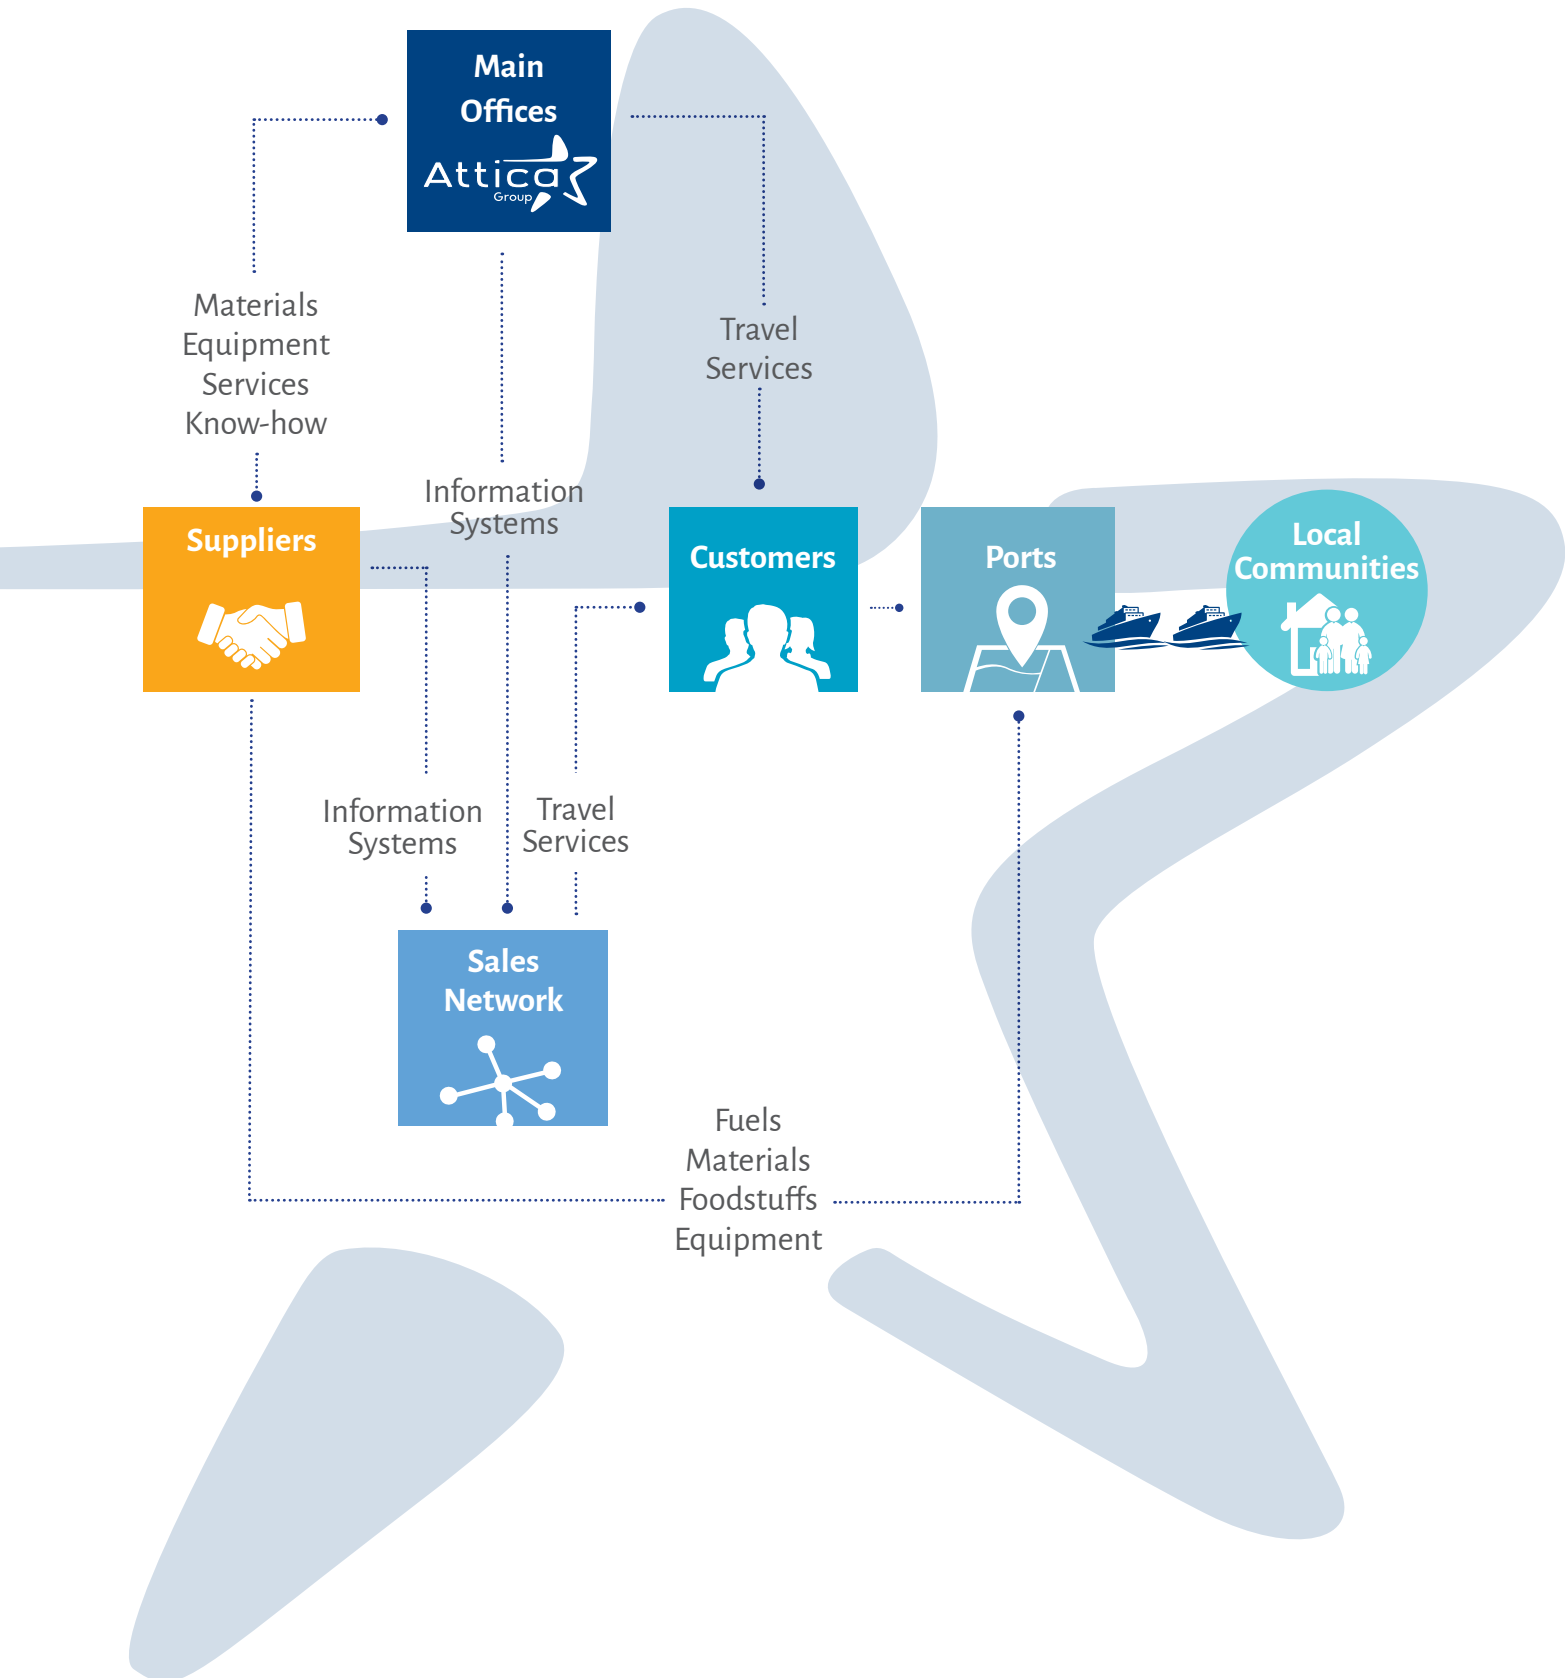 Main
Offices
Attica
Group
Materials
Equipment
Services
Know-how
Travel
Services
Information
Systems
Suppliers
Customers
Ports
Local
Communities
Information
Systems
Travel
Services
Sales
Network
Fuels
Materials
Foodstuffs
Equipment